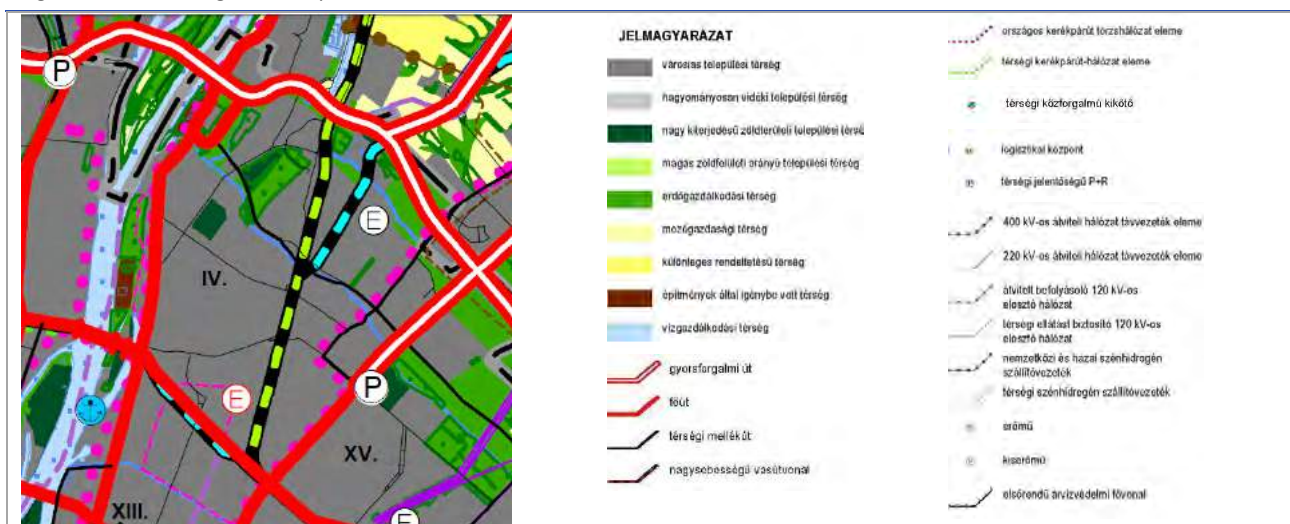 P
E
IV.
P
E
XV.
XIII.
E
JELMAGYARÁZAT
városias települési térség
hagyományosan vidéki települési térség
nagy kiterjedésű zöldterületi települési térsé
magas zöldfelületi arányú települési térség
erdőgazdálkodási térség
mezőgazdasági térség
különleges rendeltetésű térség
építmények által igénybe vett térség
vízgazdálkodási térség
gyorsforgalmi út
főút
térségi mellékút
nagysebességű vasútvonal
országos kerékpárút törzshálózat eleme
térségi kerékpárút-hálózat eleme
térségi közforgalmú kikötő
logisztikai központ
térségi jelentőségű P+R
400 kV-os átviteli hálózat távvezeték eleme
220 kV-os átviteli hálózat távvezeték eleme
átvitelt befolyásoló 120 kV-os
elosztó hálózat
térségi ellátást biztosító 120 kV-os
elosztó hálózat
nemzetközi és hazai szénhidrogén
szállítóvezeték
térségi szénhidrogén szállítóvezeték
erőmű
kiserőmű
elsőrendű árvízvédelmi fővonal